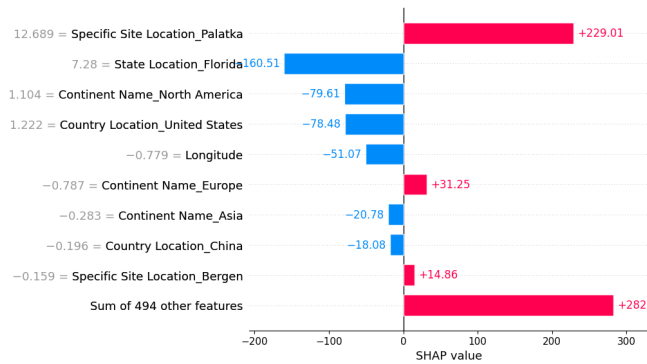 12.689 = Specific Site Location_Palatka +229.01
7.28 = State Location_Florida 160.51
1.104 = Continent Name_North America −79.61
1.222 = Country Location_United States −78.48
−0.779 = Longitude −51.07
−0.787 = Continent Name_Europe +31.25
−0.283 = Continent Name_Asia −20.78
−0.196 = Country Location_China −18.08
−0.159 = Specific Site Location_Bergen +14.86
Sum of 494 other features +282
−200 −100 0 100 200 300
SHAP value